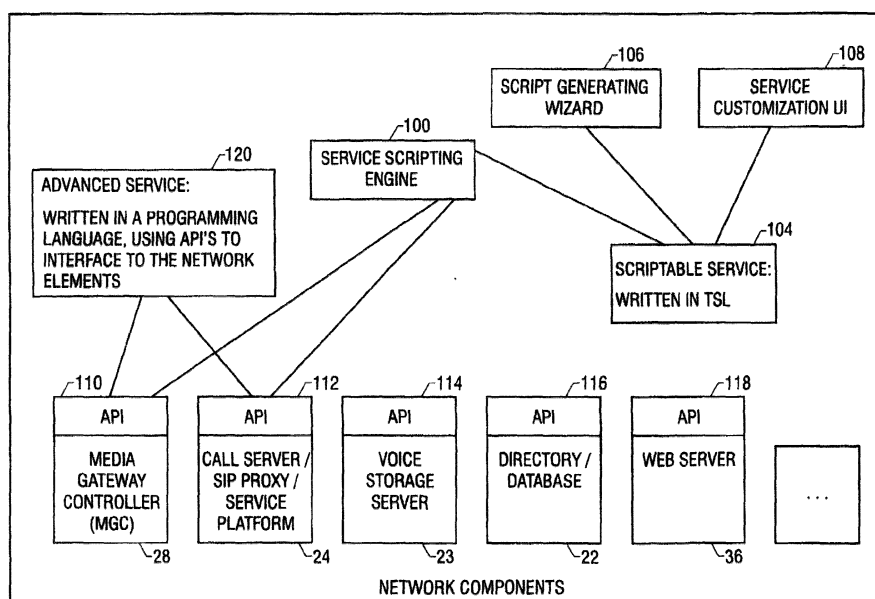 106
SCRIPT GENERATING
WIZARD
108
SERVICE
CUSTOMIZATION UI
100
SERVICE SCRIPTING
ENGINE
120
ADVANCED SERVICE:
WRITTEN IN A PROGRAMMING
LANGUAGE, USING API'S TO
INTERFACE TO THE NETWORK
ELEMENTS
104
SCRIPTABLE SERVICE:
WRITTEN IN TSL
110
API
MEDIA
GATEWAY
CONTROLLER
(MGC)
28
112
API
CALL SERVER /
SIP PROXY /
SERVICE
PLATFORM
24
114
API
VOICE
STORAGE
SERVER
23
116
API
DIRECTORY /
DATABASE
22
118
API
WEB SERVER
36
...
NETWORK COMPONENTS